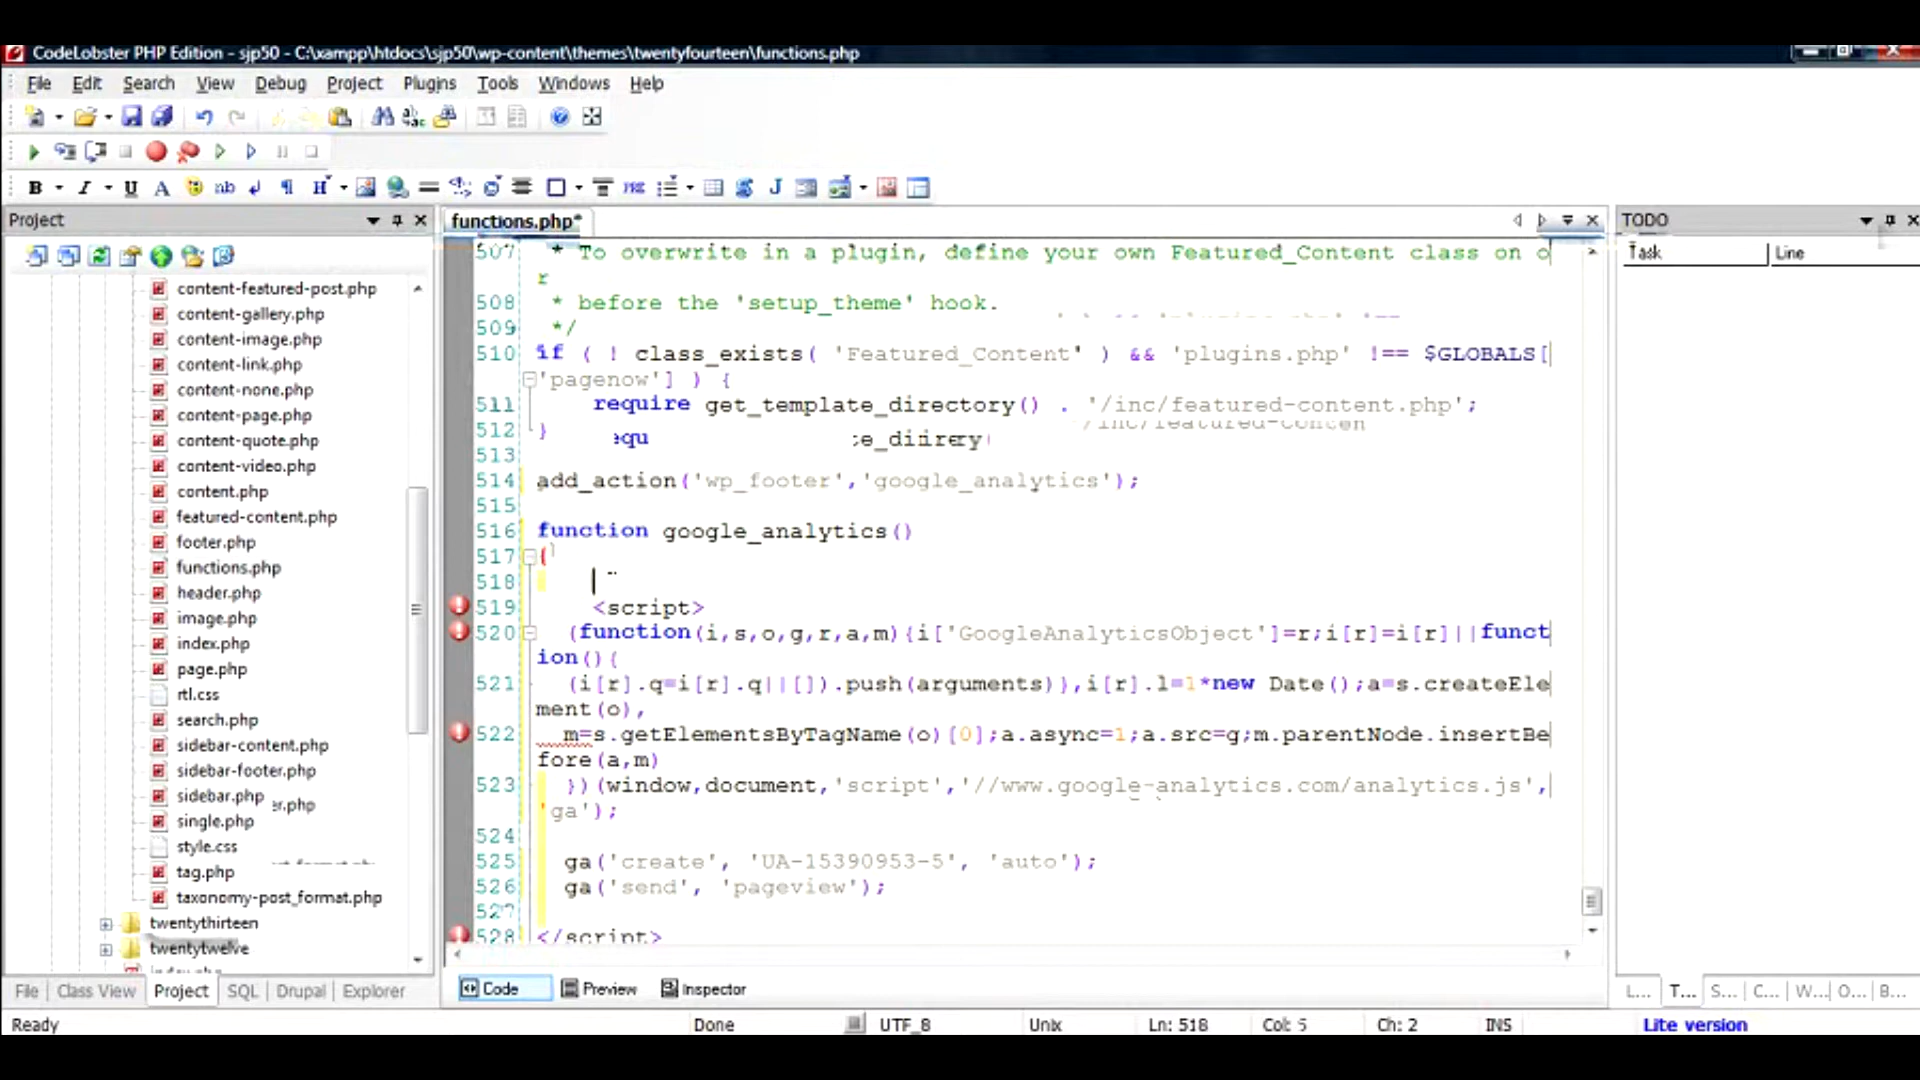 CodeLobster PHP Edition - sjp50 - C:\xampp\htdocs\sjp50\wp-content\themes\twentyfourteen\functions.php
File Edit Search View Debug Project Plugins Tools Windows Help
Project
functions.php*
TODO
Task Line
content-featured-post.php
content-gallery.php
content-image.php
content-link.php
content-none.php
content-page.php
content-quote.php
content-video.php
content.php
featured-content.php
footer.php
functions.php
header.php
image.php
index.php
page.php
rtl.css
search.php
sidebar-content.php
sidebar-footer.php
sidebar.php
single.php
style.css
tag.php
taxonomy-post_format.php
twentythirteen
twentytwelve
507 * To overwrite in a plugin, define your own Featured_Content class on o
r
508 * before the 'setup_theme' hook.
509 */
510 if ( ! class_exists( 'Featured_Content' ) && 'plugins.php' !== $GLOBALS[
'pagenow'] ) {
511 require get_template_directory() . '/inc/featured-content.php';
512 }
513
514 add_action('wp_footer','google_analytics');
515
516 function google_analytics()
517 {
518
519 <script>
520 (function(i,s,o,g,r,a,m){i['GoogleAnalyticsObject']=r;i[r]=i[r]||funct
ion(){
521 (i[r].q=i[r].q||[]).push(arguments)},i[r].l=1*new Date();a=s.createEle
ment(o),
522 m=s.getElementsByTagName(o)[0];a.async=1;a.src=g;m.parentNode.insertBe
fore(a,m)
523 })(window,document,'script','//www.google-analytics.com/analytics.js',
'ga');
524
525 ga('create', 'UA-15390953-5', 'auto');
526 ga('send', 'pageview');
527
528 </script>
File Class View Project SQL Drupal Explorer
Code Preview Inspector
L... T... S... C... W... O... B...
Ready Done UTF_8 Unix Ln: 518 Col: 5 Ch: 2 INS Lite version